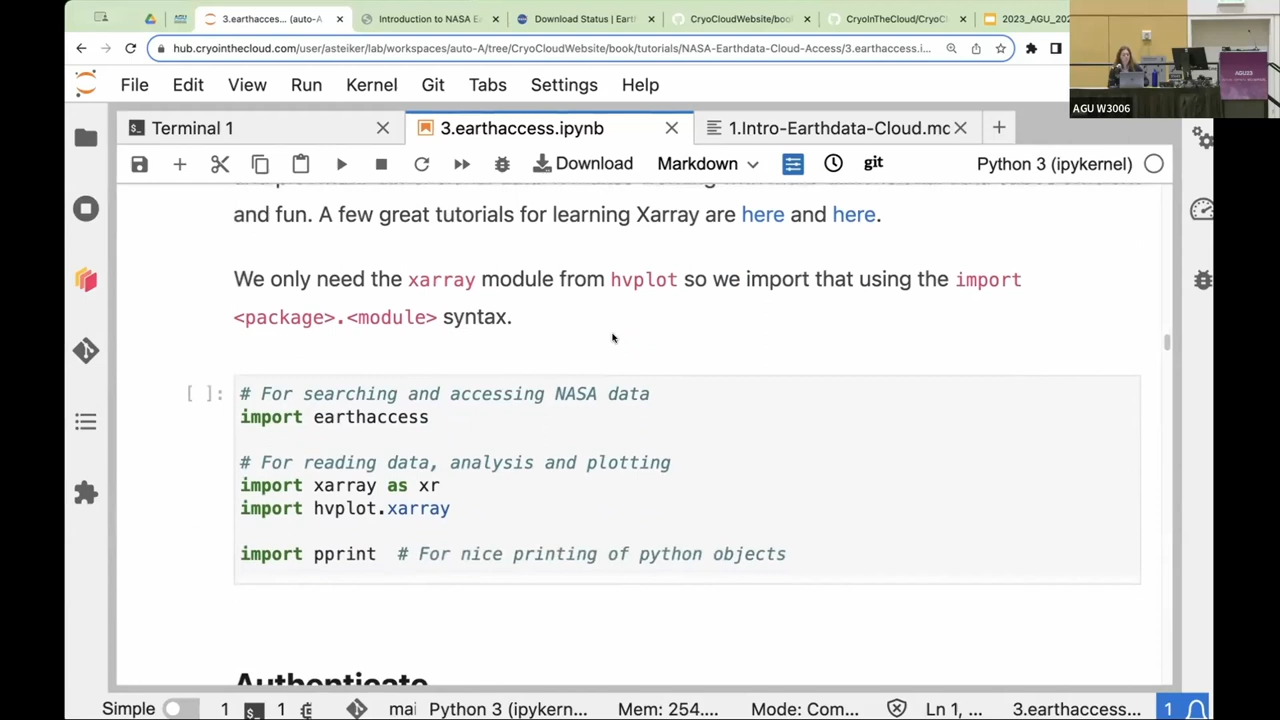 3.earthaccess... (auto-A
Introduction to NASA Ea
Download Status | Earth
CryoCloudWebsite/book
CryoInTheCloud/CryoC
2023_AGU_202
hub.cryointhecloud.com/user/asteiker/lab/workspaces/auto-A/tree/CryoCloudWebsite/book/tutorials/NASA-Earthdata-Cloud-Access/3.earthaccess.i...
AGU23
AGU W3006
File Edit View Run Kernel Git Tabs Settings Help
Terminal 1
3.earthaccess.ipynb
1.Intro-Earthdata-Cloud.mc
Download
Markdown
git
Python 3 (ipykernel)
and fun. A few great tutorials for learning Xarray are here and here.
We only need the xarray module from hvplot so we import that using the import
<package>.<module> syntax.
[ ]:
# For searching and accessing NASA data
import earthaccess
# For reading data, analysis and plotting
import xarray as xr
import hvplot.xarray
import pprint # For nice printing of python objects
Authenticate
Simple 1 1 mai Python 3 (ipykern... Mem: 254.... Mode: Com... Ln 1, ... 3.earthaccess... 1